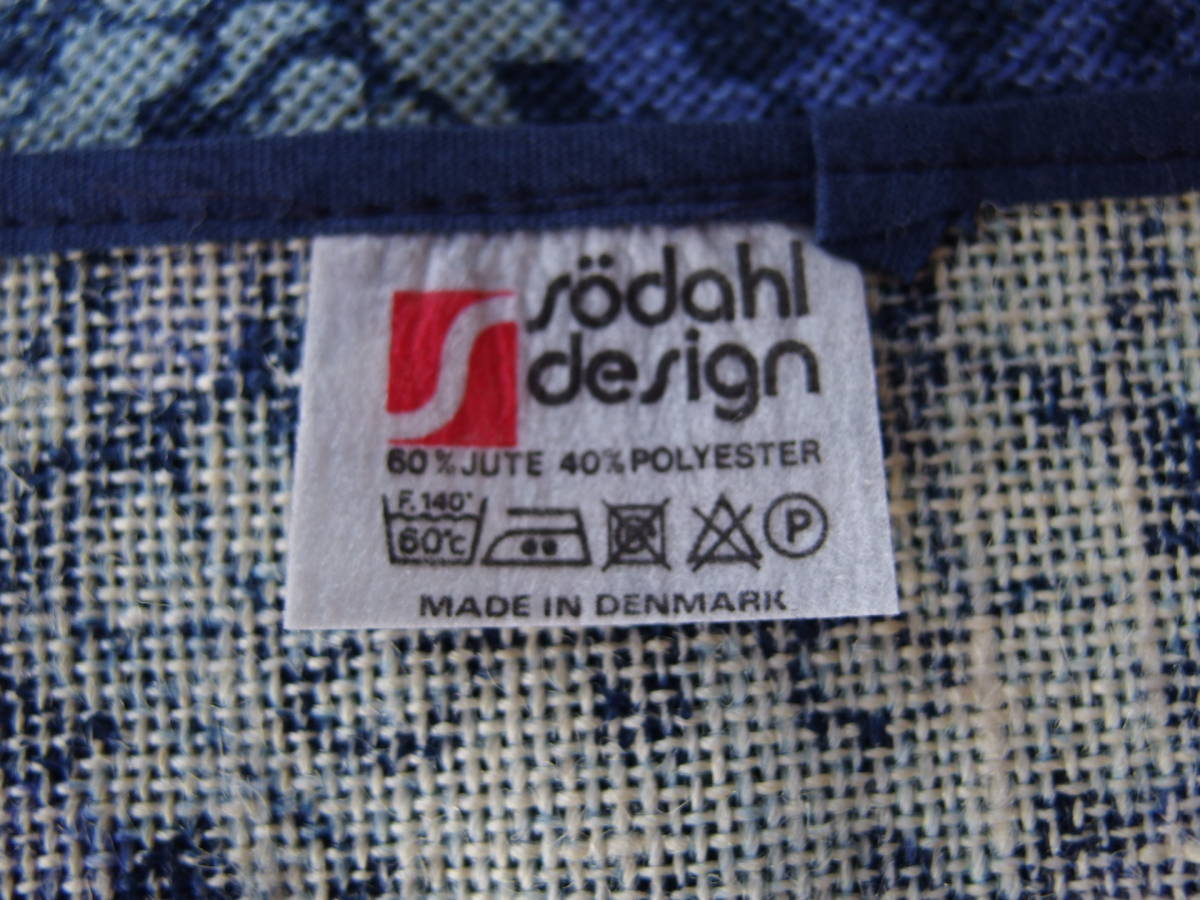 södahl
design
60% JUTE 40% POLYESTER
F. 140°
60°C
P
MADE IN DENMARK